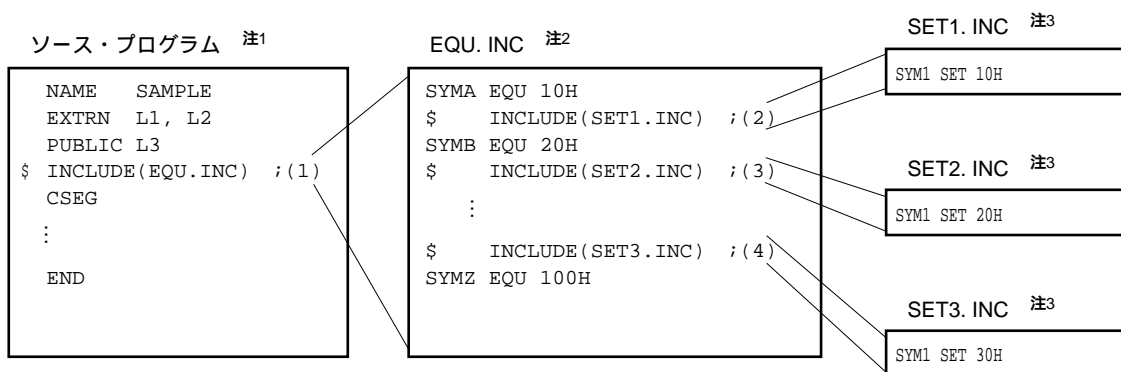 ソース・プログラム 注1
NAME SAMPLE
EXTRN L1, L2
PUBLIC L3
$ INCLUDE(EQU.INC) ;(1)
CSEG
⋮
END
EQU. INC 注2
SYMA EQU 10H
$ INCLUDE(SET1.INC) ;(2)
SYMB EQU 20H
$ INCLUDE(SET2.INC) ;(3)
⋮
$ INCLUDE(SET3.INC) ;(4)
SYMZ EQU 100H
SET1. INC 注3
SYM1 SET 10H
SET2. INC 注3
SYM1 SET 20H
SET3. INC 注3
SYM1 SET 30H